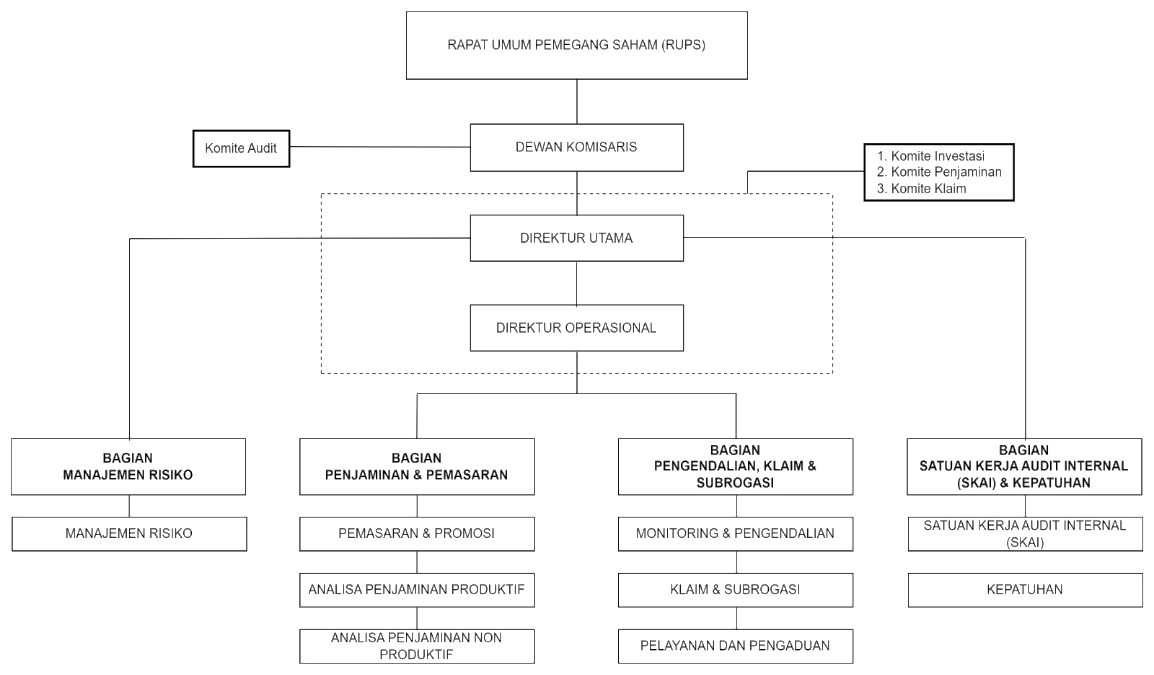 RAPAT UMUM PEMEGANG SAHAM (RUPS)
Komite Audit
DEWAN KOMISARIS
1. Komite Investasi
2. Komite Penjaminan
3. Komite Klaim
DIREKTUR UTAMA
DIREKTUR OPERASIONAL
BAGIAN
MANAJEMEN RISIKO
BAGIAN
PENJAMINAN & PEMASARAN
BAGIAN
PENGENDALIAN, KLAIM &
SUBROGASI
BAGIAN
SATUAN KERJA AUDIT INTERNAL
(SKAI) & KEPATUHAN
MANAJEMEN RISIKO
PEMASARAN & PROMOSI
MONITORING & PENGENDALIAN
SATUAN KERJA AUDIT INTERNAL
(SKAI)
ANALISA PENJAMINAN PRODUKTIF
KLAIM & SUBROGASI
KEPATUHAN
ANALISA PENJAMINAN NON
PRODUKTIF
PELAYANAN DAN PENGADUAN